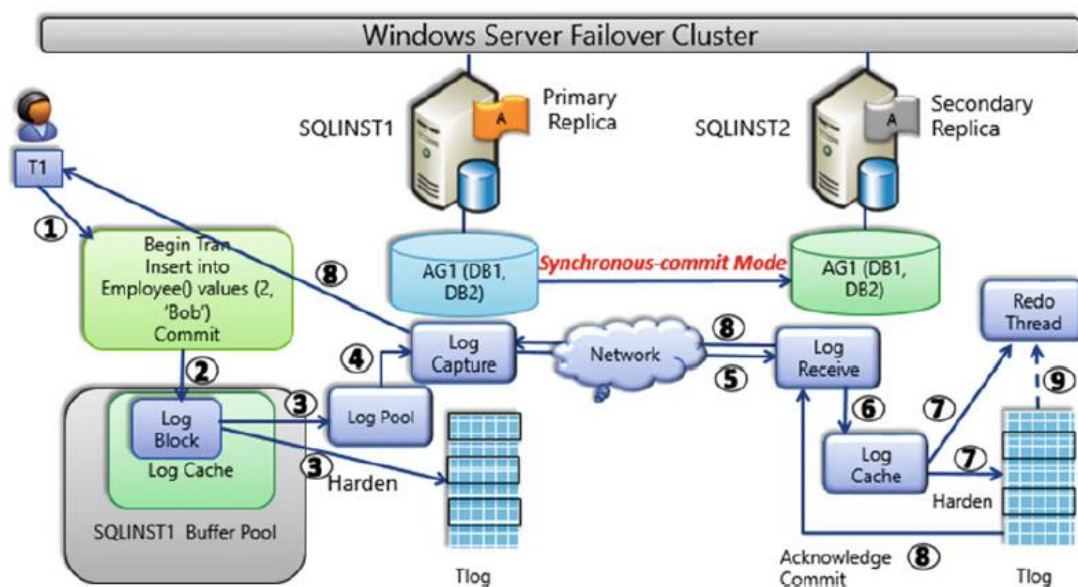 Windows Server Failover Cluster
SQLINST1
A
Primary
Replica
SQLINST2
A
Secondary
Replica
T1
1
Begin Tran
Insert into
Employee() values (2,
‘Bob’)
Commit
8
AG1 (DB1,
DB2)
Synchronous-commit Mode
AG1 (DB1,
DB2)
Redo
Thread
2
4
Log
Capture
Network
8
5
Log
Receive
9
Log
Block
Log Cache
3
3
Log Pool
Harden
6
7
Log
Cache
7
Harden
SQLINST1 Buffer Pool
Tlog
Acknowledge
Commit
8
Tlog